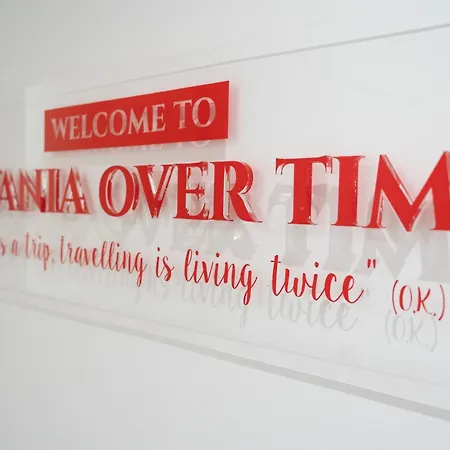 WELCOME TO
TANIA OVER TIM
s a trip, travelling is living twice" (O.K.)